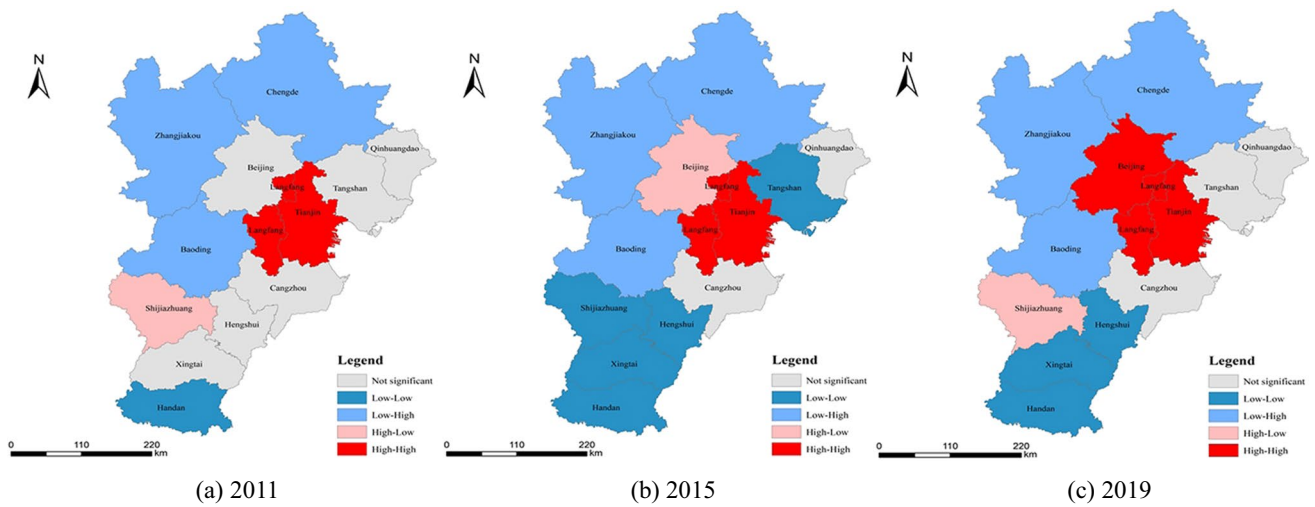 N
Chengde
Zhangjiakou
Qinhuangdao
Beijing
Langfang
Tangshan
Tianjin
Langfang
Baoding
Cangzhou
Shijiazhuang
Hengshui
Xingtai
Handan
Legend
Not significant
Low-Low
Low-High
High-Low
High-High
0 110 220
km
(a) 2011
N
Chengde
Zhangjiakou
Qinhuangdao
Beijing
Langfang
Tangshan
Tianjin
Langfang
Baoding
Cangzhou
Shijiazhuang
Hengshui
Xingtai
Handan
Legend
Not significant
Low-Low
Low-High
High-Low
High-High
0 110 220
km
(b) 2015
N
Chengde
Zhangjiakou
Qinhuangdao
Beijing
Langfang
Tangshan
Tianjin
Langfang
Baoding
Cangzhou
Shijiazhuang
Hengshui
Xingtai
Handan
Legend
Not significant
Low-Low
Low-High
High-Low
High-High
0 110 220
km
(c) 2019